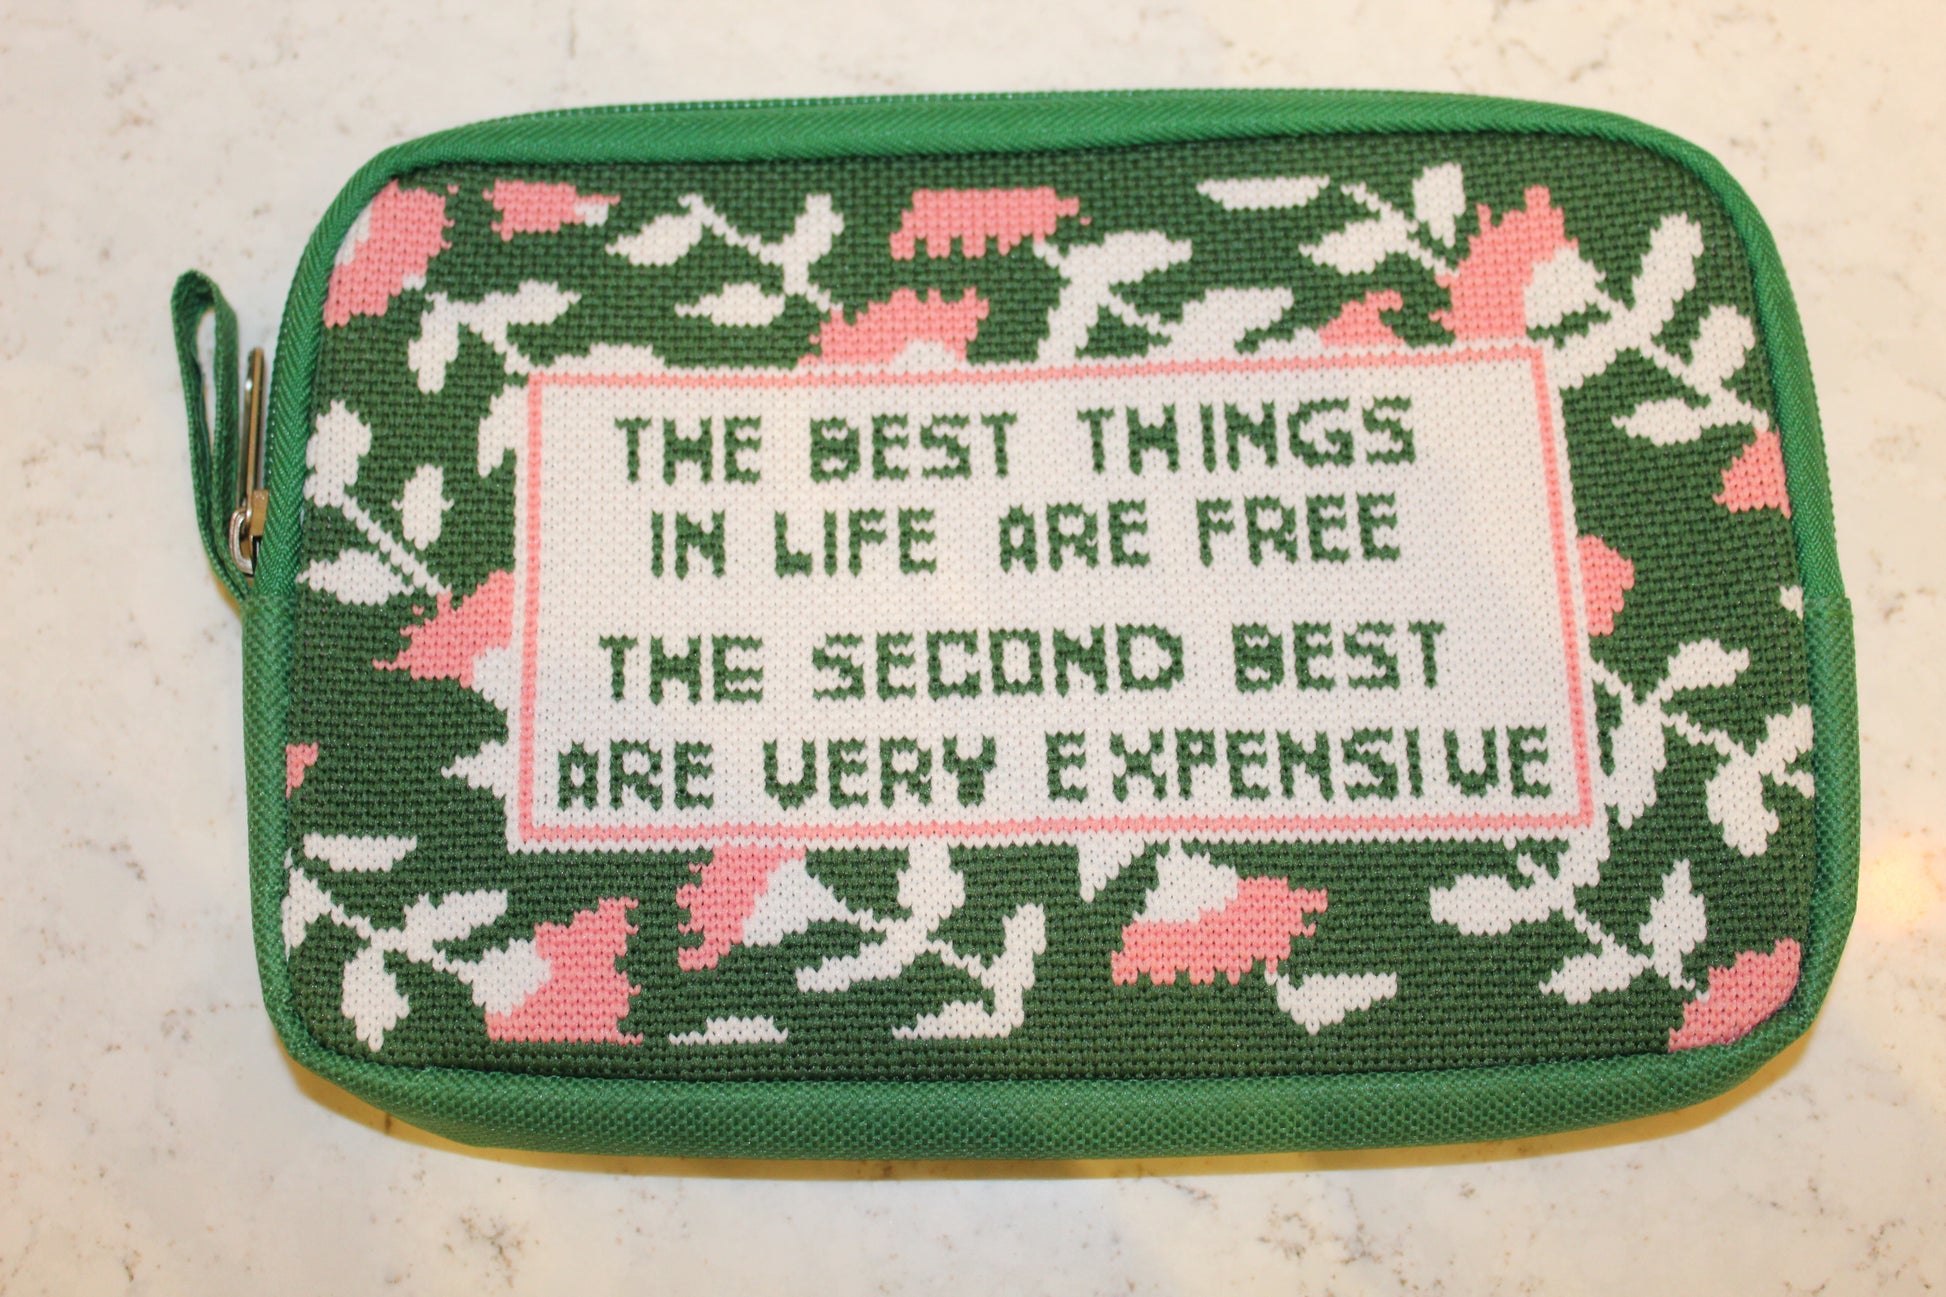 THE BEST THINGS
IN LIFE ARE FREE
THE SECOND BEST
ARE VERY EXPENSIVE